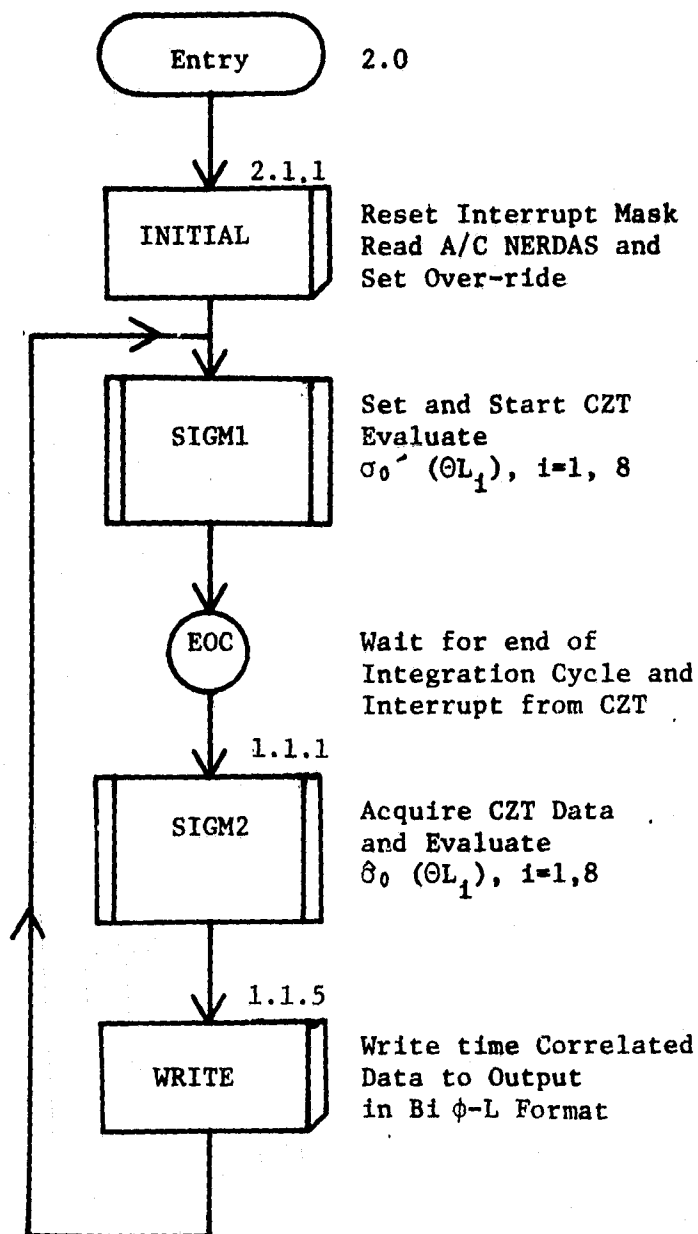 Entry 2.0
2.1.1
INITIAL
Reset Interrupt Mask
Read A/C NERDAS and
Set Over-ride
SIGM1
Set and Start CZT
Evaluate
σ₀´ (ΘL_i), i=1, 8
EOC
Wait for end of
Integration Cycle and
Interrupt from CZT
1.1.1
SIGM2
Acquire CZT Data
and Evaluate
σ̂₀ (ΘL_i), i=1,8
1.1.5
WRITE
Write time Correlated
Data to Output
in Bi ϕ-L Format